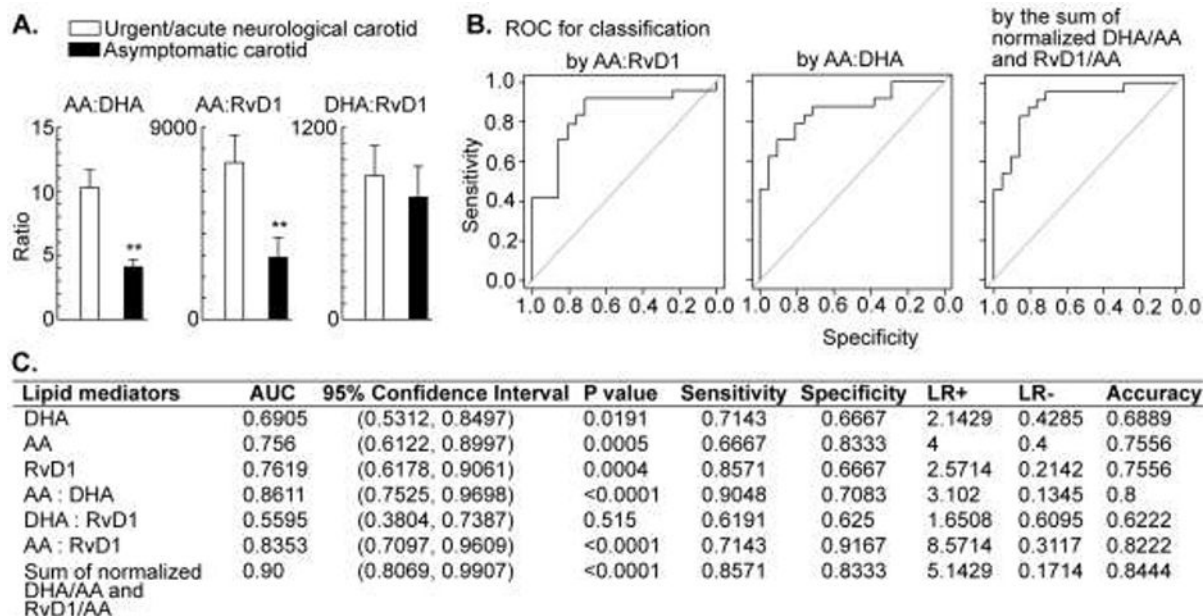 A.
Urgent/acute neurological carotid
Asymptomatic carotid
AA:DHA
AA:RvD1
DHA:RvD1
15
10
5
0
Ratio
**
9000
0
**
1200
0
B. ROC for classification
by AA:RvD1
by AA:DHA
by the sum of
normalized DHA/AA
and RvD1/AA
Sensitivity
1.0
0.8
0.6
0.4
0.2
0.0
1.0 0.8 0.6 0.4 0.2 0.0
1.0 0.8 0.6 0.4 0.2 0.0
1.0 0.8 0.6 0.4 0.2 0.0
Specificity
C.
Lipid mediators AUC 95% Confidence Interval P value Sensitivity Specificity LR+ LR- Accuracy
DHA 0.6905 (0.5312, 0.8497) 0.0191 0.7143 0.6667 2.1429 0.4285 0.6889
AA 0.756 (0.6122, 0.8997) 0.0005 0.6667 0.8333 4 0.4 0.7556
RvD1 0.7619 (0.6178, 0.9061) 0.0004 0.8571 0.6667 2.5714 0.2142 0.7556
AA : DHA 0.8611 (0.7525, 0.9698) <0.0001 0.9048 0.7083 3.102 0.1345 0.8
DHA : RvD1 0.5595 (0.3804, 0.7387) 0.515 0.6191 0.625 1.6508 0.6095 0.6222
AA : RvD1 0.8353 (0.7097, 0.9609) <0.0001 0.7143 0.9167 8.5714 0.3117 0.8222
Sum of normalized 0.90 (0.8069, 0.9907) <0.0001 0.8571 0.8333 5.1429 0.1714 0.8444
DHA/AA and
RvD1/AA